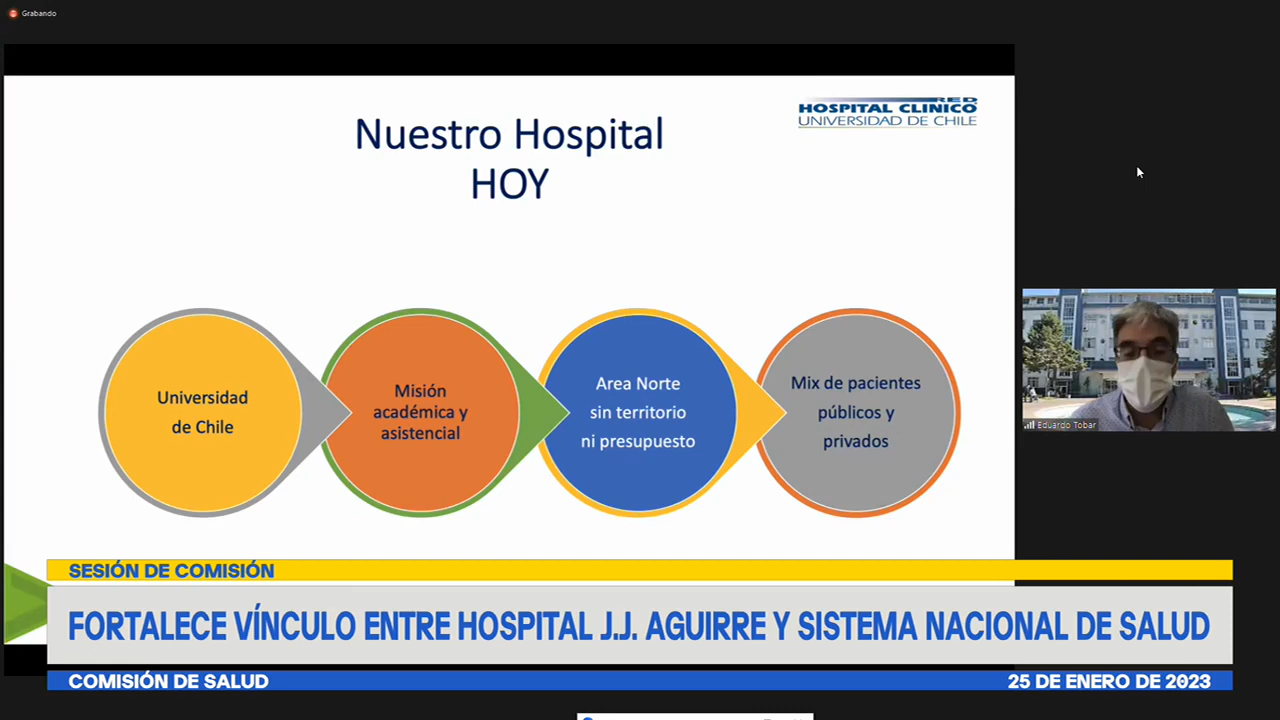 Grabando
Nuestro Hospital
HOY
RED
HOSPITAL CLÍNICO
UNIVERSIDAD DE CHILE
Universidad
de Chile
Misión
académica y
asistencial
Area Norte
sin territorio
ni presupuesto
Mix de pacientes
públicos y
privados
Eduardo Tobar
SESIÓN DE COMISIÓN
FORTALECE VÍNCULO ENTRE HOSPITAL J.J. AGUIRRE Y SISTEMA NACIONAL DE SALUD
COMISIÓN DE SALUD
25 DE ENERO DE 2023